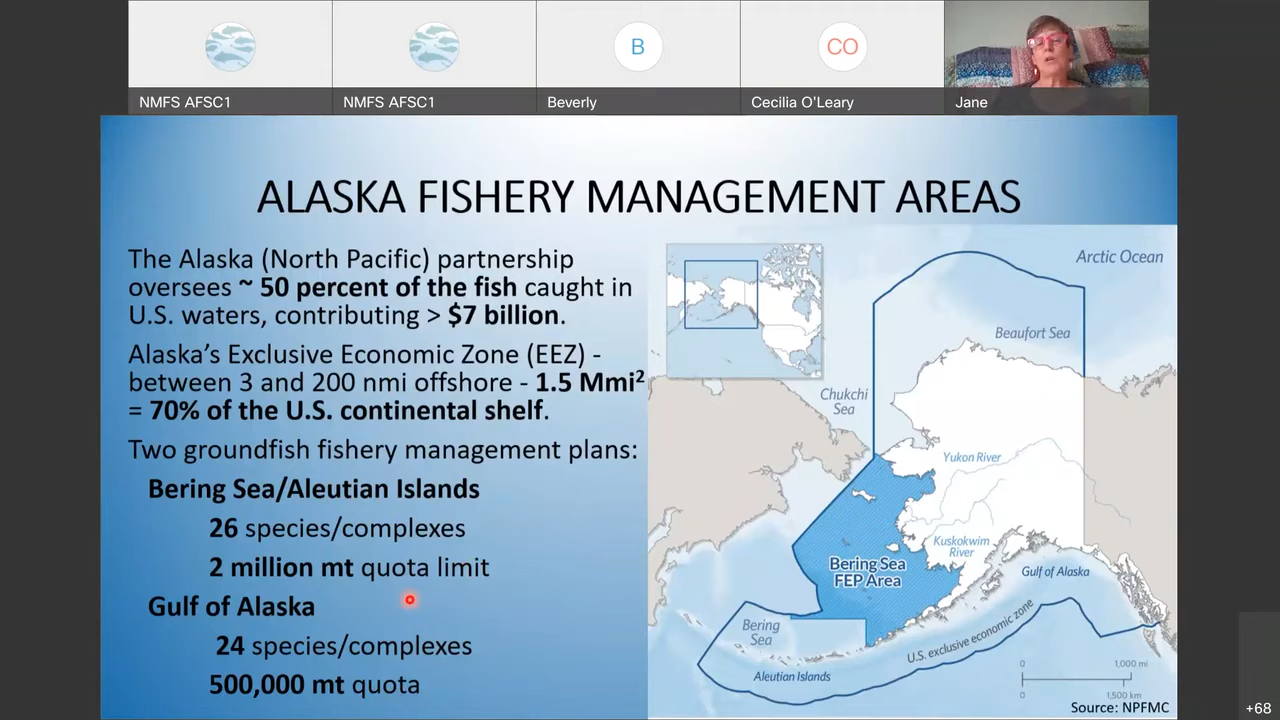 B
CO
NMFS AFSC1
NMFS AFSC1
Beverly
Cecilia O'Leary
Jane
ALASKA FISHERY MANAGEMENT AREAS
The Alaska (North Pacific) partnership
oversees ~ 50 percent of the fish caught in
U.S. waters, contributing > $7 billion.
Alaska’s Exclusive Economic Zone (EEZ) -
between 3 and 200 nmi offshore - 1.5 Mmi²
= 70% of the U.S. continental shelf.
Two groundfish fishery management plans:
Bering Sea/Aleutian Islands
26 species/complexes
2 million mt quota limit
Gulf of Alaska
24 species/complexes
500,000 mt quota
Arctic Ocean
Beaufort Sea
Chukchi
Sea
Yukon River
Kuskokwim
River
Bering Sea
FEP Area
Gulf of Alaska
Bering
Sea
U.S. exclusive economic zone
Aleutian Islands
0
1,000 mi
0
1,500 km
Source: NPFMC
+68